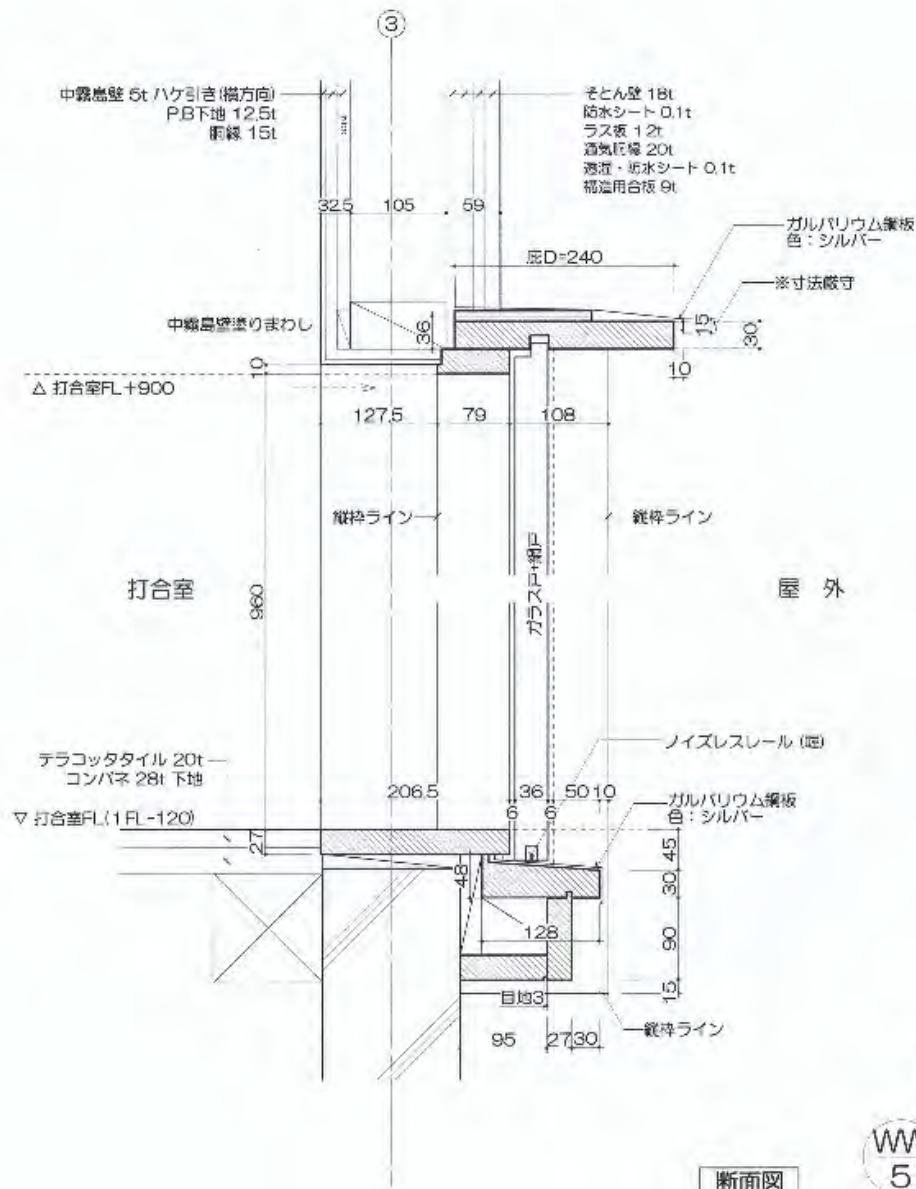 ③
中霧島壁 5t ハケ引き(横方向)
P.B下地 12.5t
胴縁 15t
そとん壁 18t
防水シート 0.1t
ラス板 12t
通気胴縁 20t
透湿・防水シート 0.1t
構造用合板 9t
32.5
105
59
ガルバリウム鋼板
色：シルバー
庇D=240
※寸法厳守
中霧島壁塗りまわし
36
15
30
10
10
△ 打合室FL+900
127.5
79
108
縦枠ライン
縦枠ライン
打合室
960
ガラス戸+網戸
屋 外
ノイズレスレール (堀)
テラコッタタイル 20t
コンパネ 28t 下地
206.5
36
50
10
6
6
ガルバリウム鋼板
色：シルバー
▽ 打合室FL(1FL-120)
27
45
48
30
128
90
目地3
15
縦枠ライン
95
27
30
WW
5
断面図